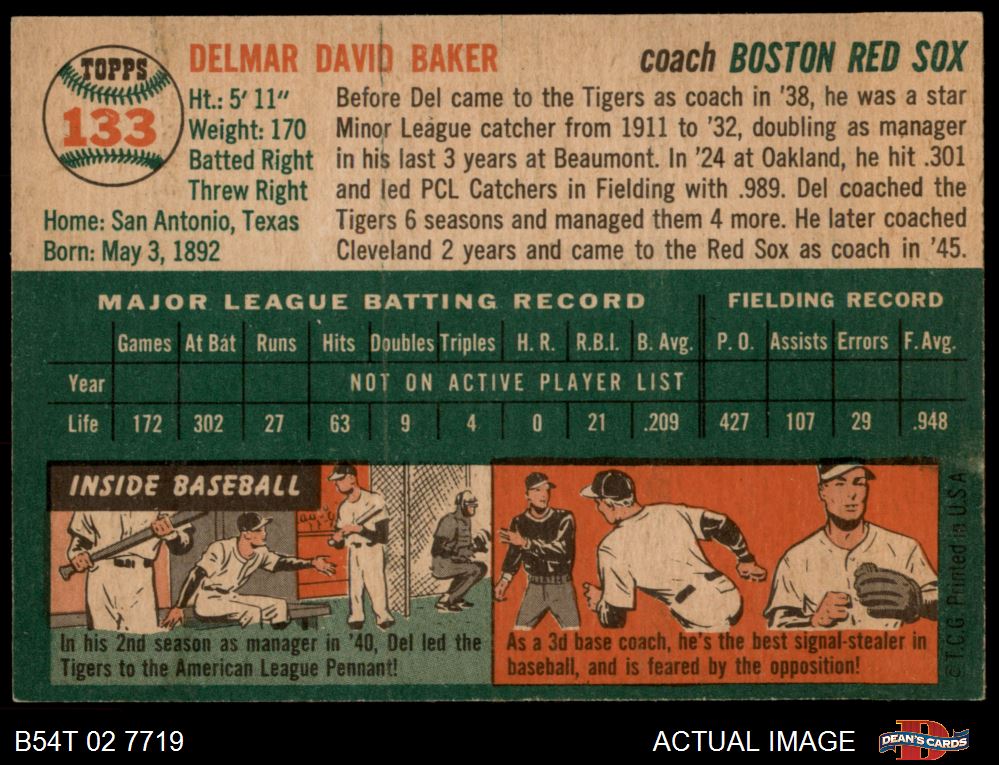 TOPPS
133
DELMAR DAVID BAKER
coach BOSTON RED SOX
Ht.: 5' 11"
Weight: 170
Batted Right
Threw Right
Home: San Antonio, Texas
Born: May 3, 1892
Before Del came to the Tigers as coach in '38, he was a star
Minor League catcher from 1911 to '32, doubling as manager
in his last 3 years at Beaumont. In '24 at Oakland, he hit .301
and led PCL Catchers in Fielding with .989. Del coached the
Tigers 6 seasons and managed them 4 more. He later coached
Cleveland 2 years and came to the Red Sox as coach in '45.
MAJOR LEAGUE BATTING RECORD FIELDING RECORD
Games At Bat Runs Hits Doubles Triples H. R. R.B.I. B. Avg. P. O. Assists Errors F. Avg.
Year NOT ON ACTIVE PLAYER LIST
Life 172 302 27 63 9 4 0 21 .209 427 107 29 .948
INSIDE BASEBALL
In his 2nd season as manager in '40, Del led the
Tigers to the American League Pennant!
As a 3d base coach, he's the best signal-stealer in
baseball, and is feared by the opposition!
© T.C.G. Printed in U.S.A.
B54T 02 7719
ACTUAL IMAGE
DEAN'S CARDS